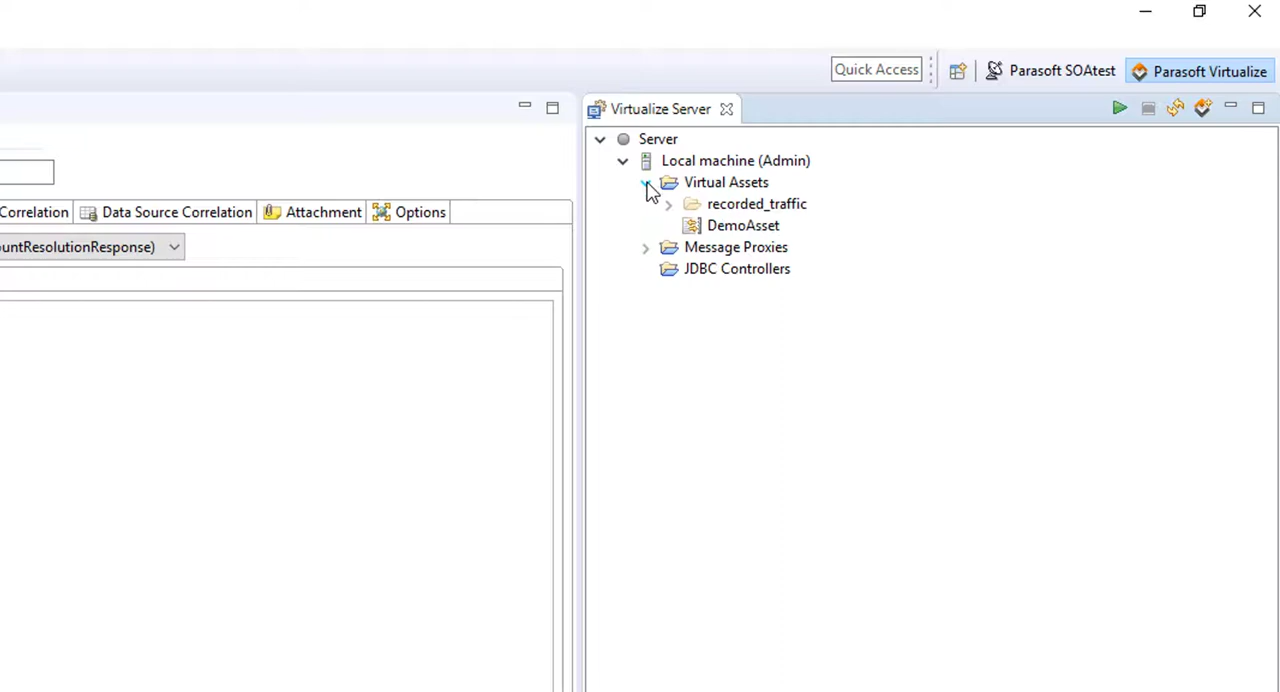 Quick Access Parasoft SOAtest Parasoft Virtualize
Virtualize Server
Server
Local machine (Admin)
Virtual Assets
recorded_traffic
DemoAsset
Message Proxies
JDBC Controllers
Correlation Data Source Correlation Attachment Options
ountResolutionResponse)